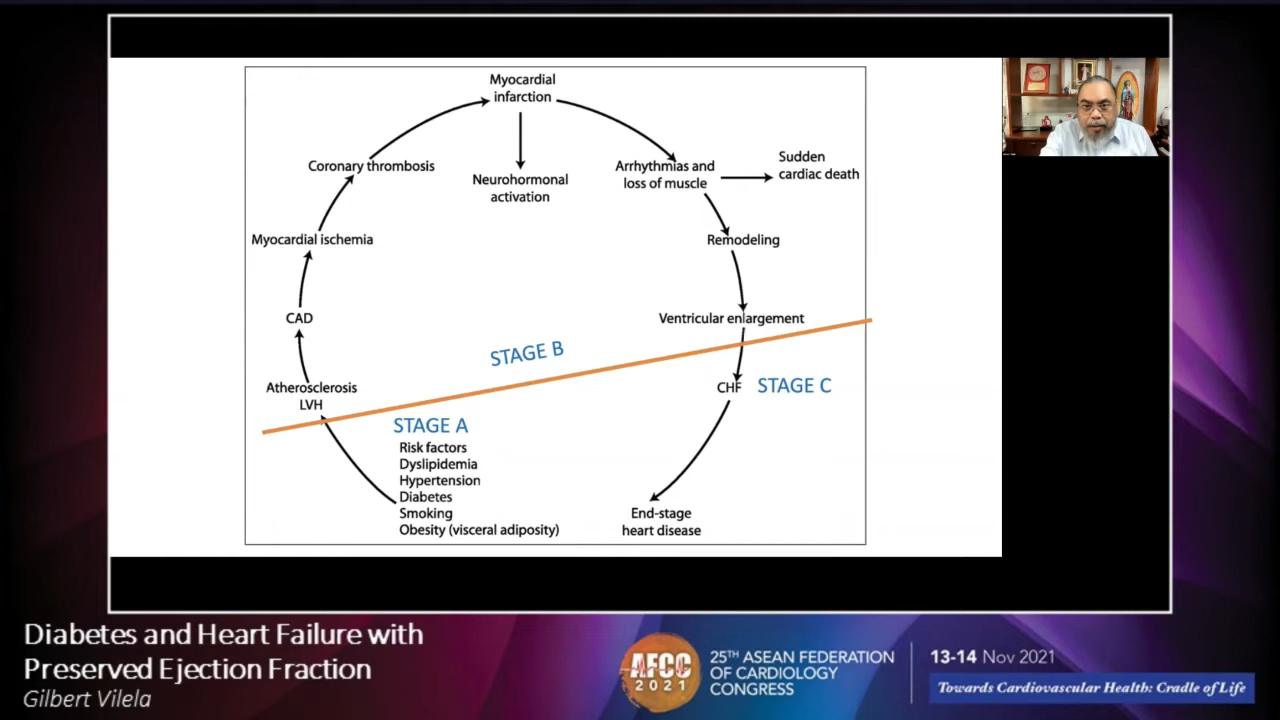 Myocardial
infarction
Coronary thrombosis
Neurohormonal
activation
Arrhythmias and
loss of muscle
Sudden
cardiac death
Myocardial ischemia
Remodeling
CAD
Ventricular enlargement
STAGE B
Atherosclerosis
LVH
CHF
STAGE C
STAGE A
Risk factors
Dyslipidemia
Hypertension
Diabetes
Smoking
Obesity (visceral adiposity)
End-stage
heart disease
Diabetes and Heart Failure with
Preserved Ejection Fraction
Gilbert Vilela
AFCC
2021
25TH ASEAN FEDERATION
OF CARDIOLOGY
CONGRESS
13-14 Nov 2021
Towards Cardiovascular Health: Cradle of Life